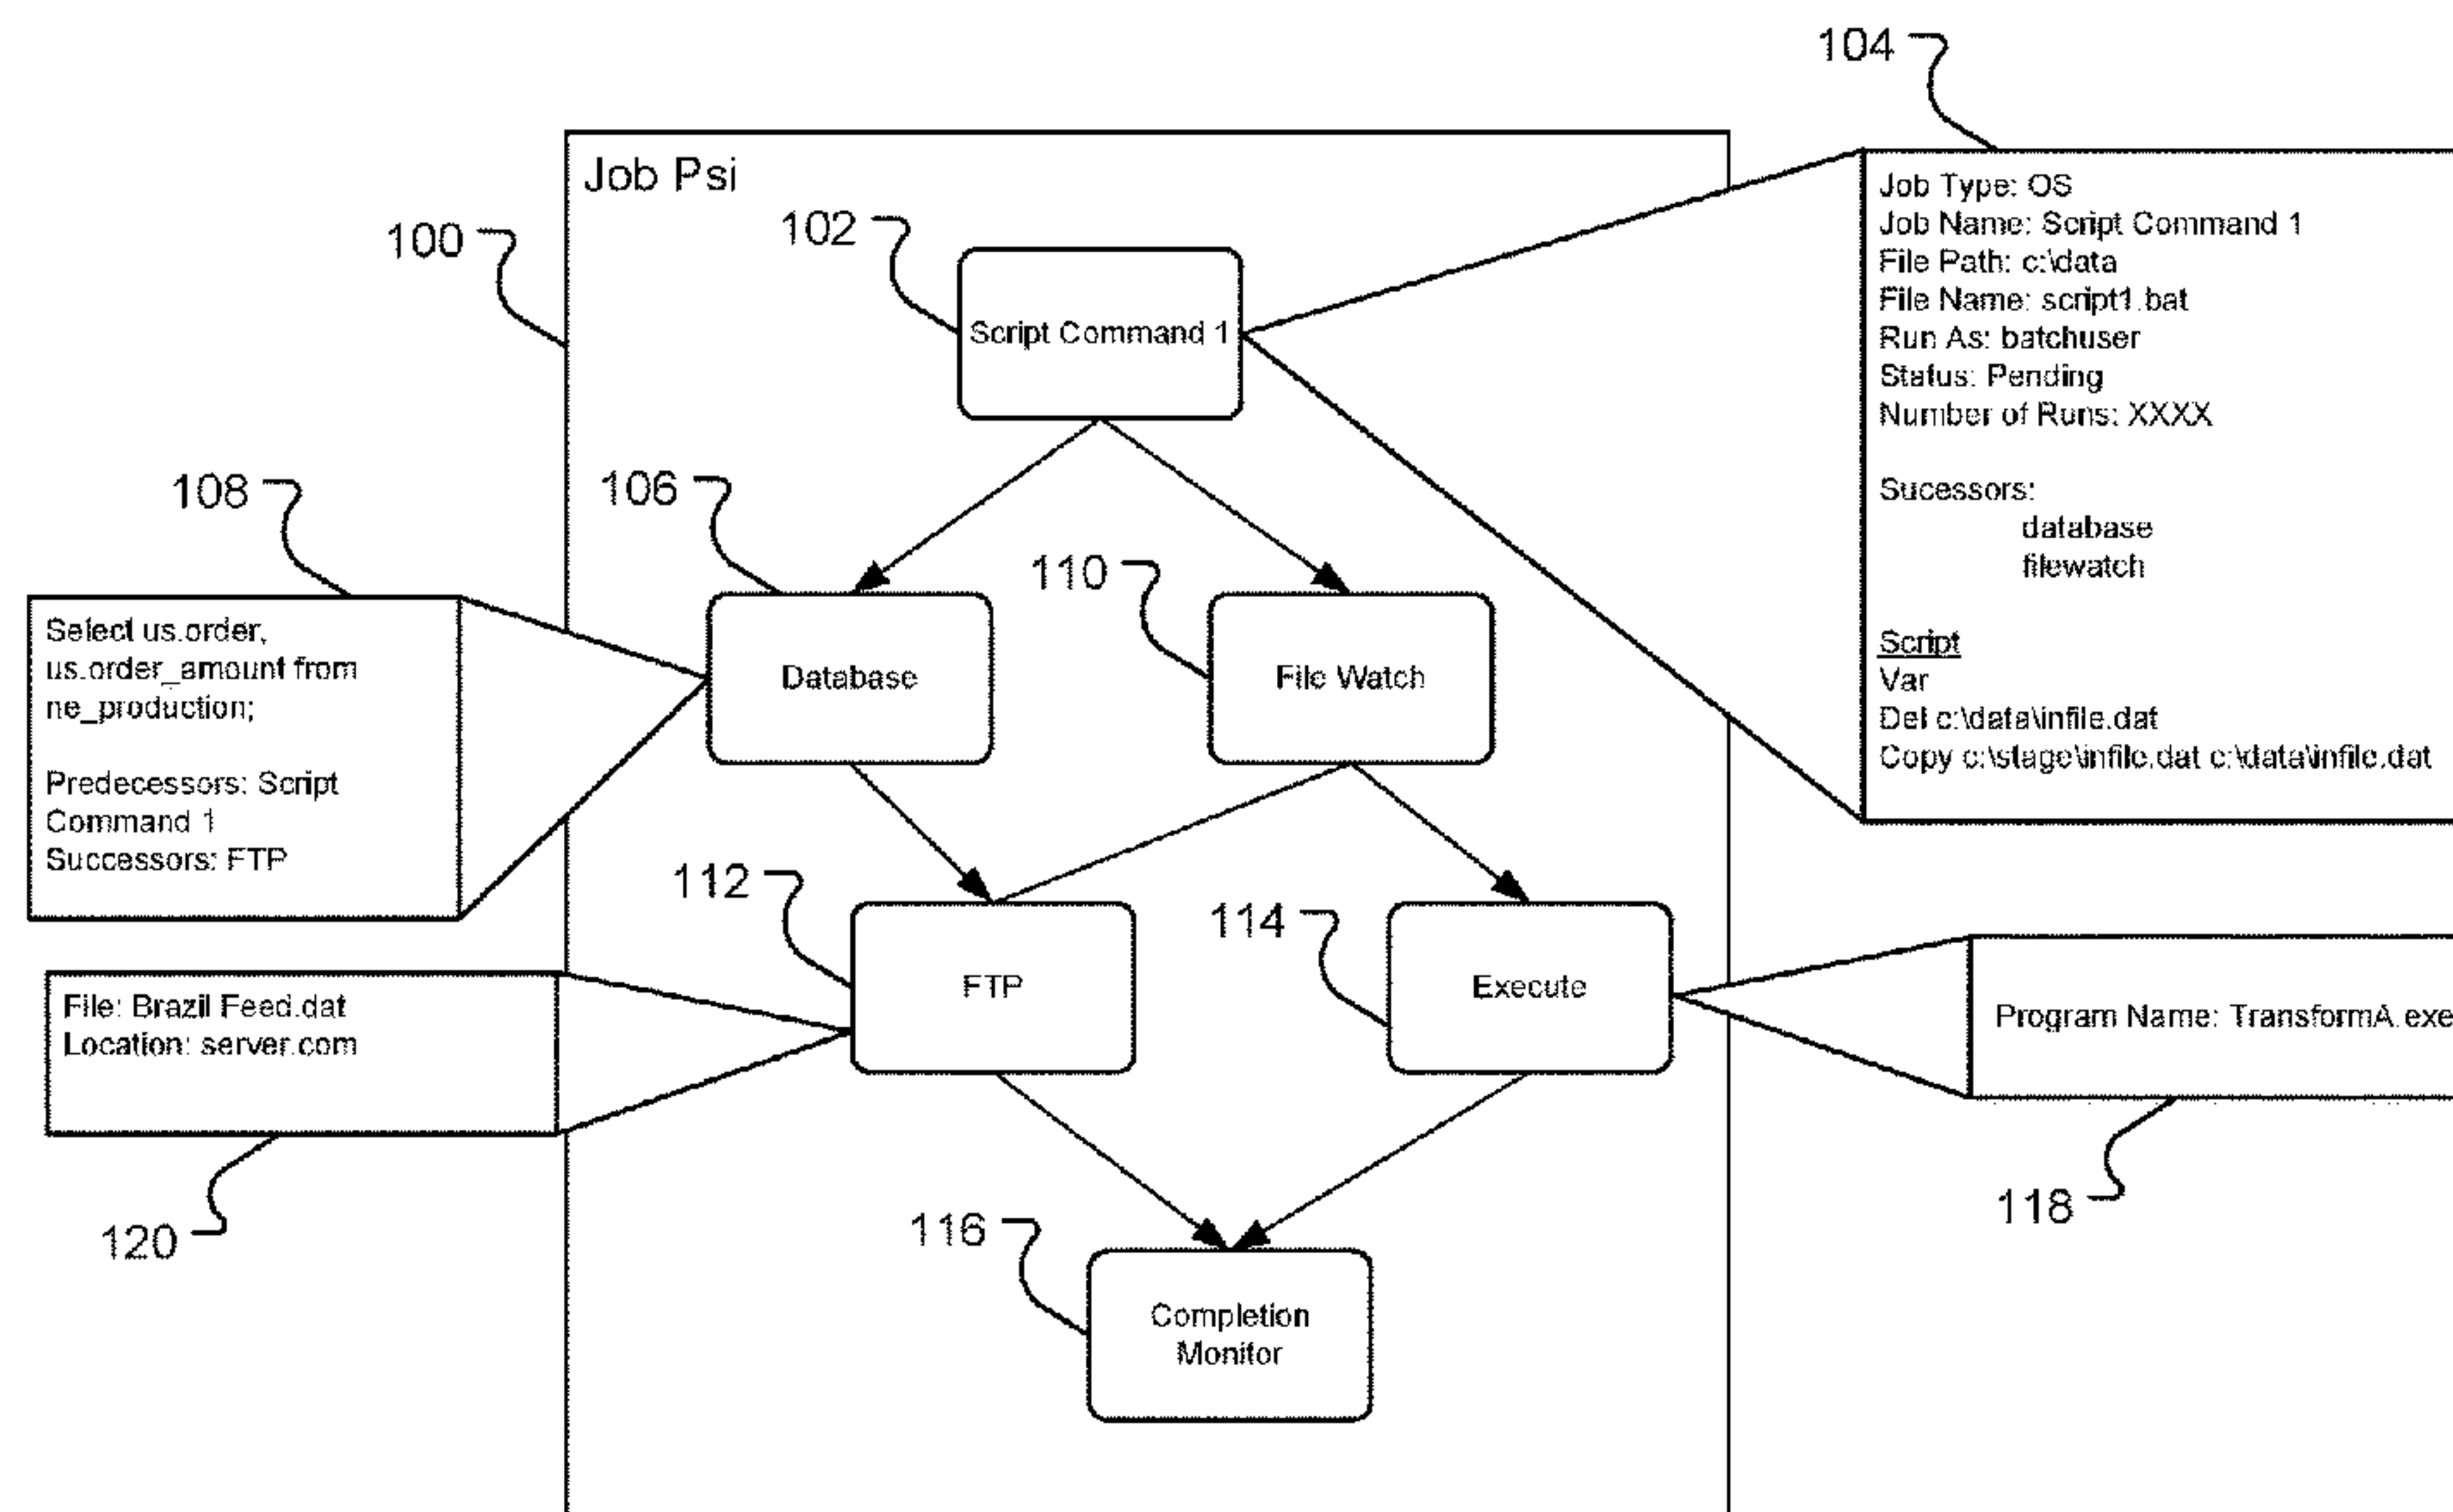 104
Job Psi
102
100
Script Command 1
Job Type: OS
Job Name: Script Command 1
File Path: c:\data
File Name: script1.bat
Run As: batchuser
Status: Pending
Number of Runs: XXXX
Sucessors:
database
filewatch
Script
Var
Del c:\data\infile.dat
Copy c:\stage\infile.dat c:\data\infile.dat
108
106
110
Select us.order,
us.order_amount from
ne_production;
Predecessors: Script
Command 1
Successors: FTP
Database
File Watch
112
114
File: Brazil Feed.dat
Location: server.com
FTP
Execute
Program Name: TransformA.exe
120
118
116
Completion
Monitor